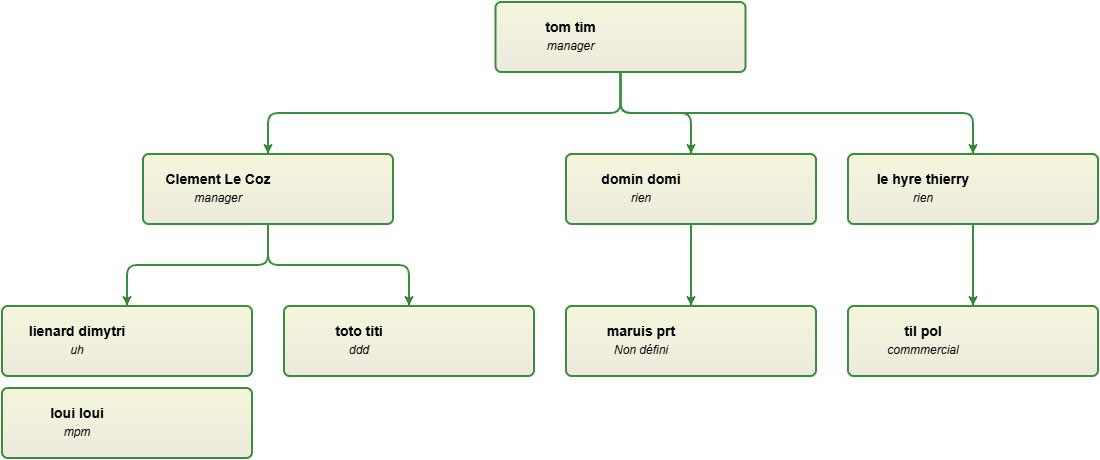 tom tim
manager
Clement Le Coz
manager
domin domi
rien
le hyre thierry
rien
lienard dimytri
uh
toto titi
ddd
maruis prt
Non défini
til pol
commmercial
loui loui
mpm